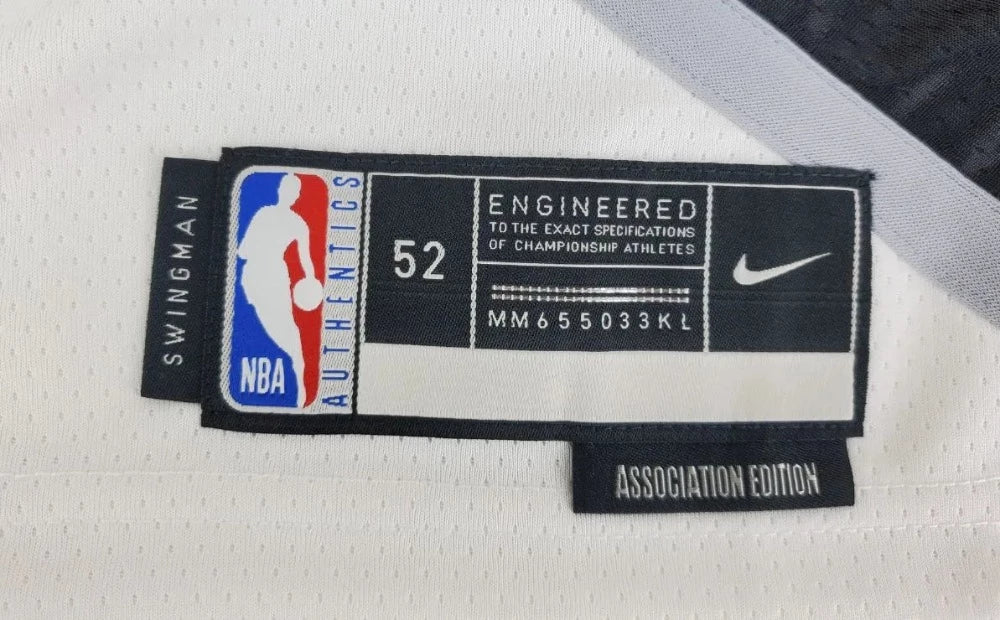 SWINGMAN
NBA
AUTHENTICS
52
ENGINEERED
TO THE EXACT SPECIFICATIONS
OF CHAMPIONSHIP ATHLETES
MM655033KL
ASSOCIATION EDITION